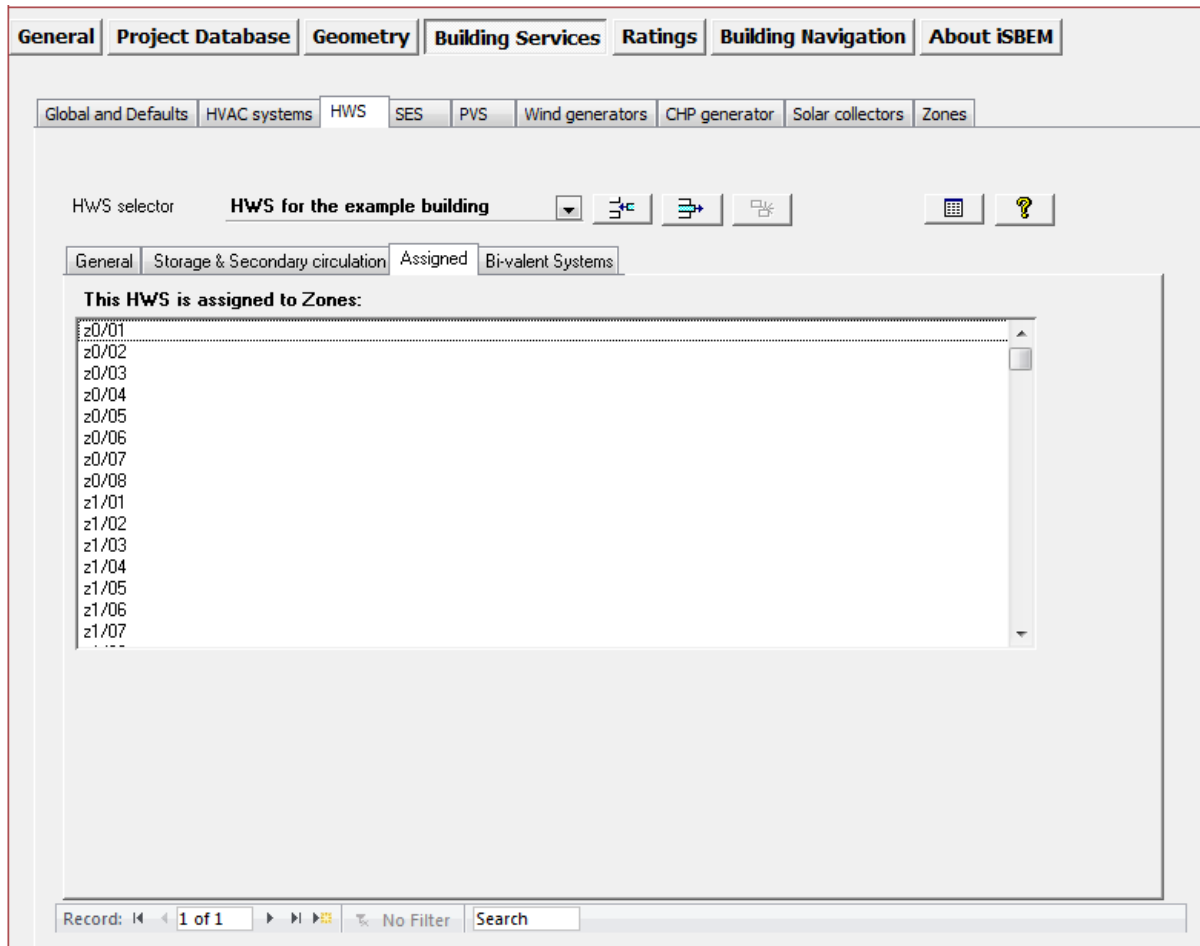 General Project Database Geometry Building Services Ratings Building Navigation About iSBEM
Global and Defaults HVAC systems HWS SES PVS Wind generators CHP generator Solar collectors Zones
HWS selector HWS for the example building
General Storage & Secondary circulation Assigned Bi-valent Systems
This HWS is assigned to Zones:
z0/01
z0/02
z0/03
z0/04
z0/05
z0/06
z0/07
z0/08
z1/01
z1/02
z1/03
z1/04
z1/05
z1/06
z1/07
Record: 1 of 1 No Filter Search